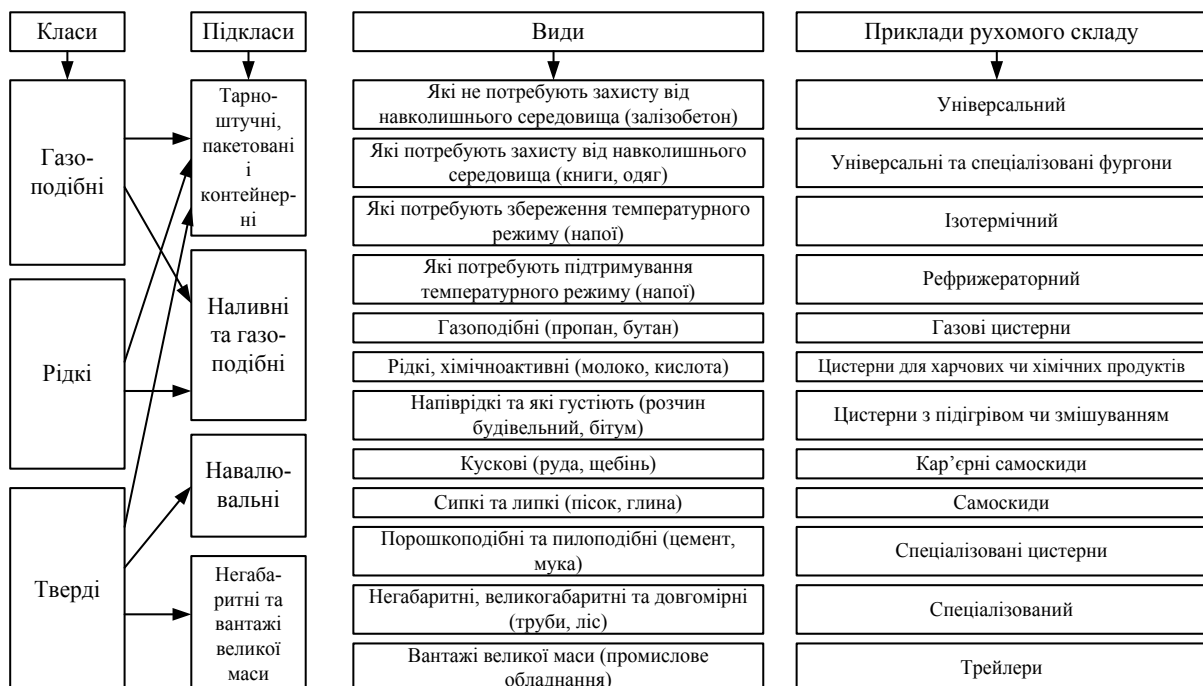 Класи
Підкласи
Види
Приклади рухомого складу
Газо-
подібні
Рідкі
Тверді
Тарно-
штучні,
пакетовані
і
контейнер-
ні
Наливні
та газо-
подібні
Навалю-
вальні
Негаба-
ритні та
вантажі
великої
маси
Які не потребують захисту від
навколишнього середовища (залізобетон)
Які потребують захисту від навколишнього
середовища (книги, одяг)
Які потребують збереження температурного
режиму (напої)
Які потребують підтримування
температурного режиму (напої)
Газоподібні (пропан, бутан)
Рідкі, хімічноактивні (молоко, кислота)
Напіврідкі та які густіють (розчин
будівельний, бітум)
Кускові (руда, щебінь)
Сипкі та липкі (пісок, глина)
Порошкоподібні та пилоподібні (цемент,
мука)
Негабаритні, великогабаритні та довгомірні
(труби, ліс)
Вантажі великої маси (промислове
обладнання)
Універсальний
Універсальні та спеціалізовані фургони
Ізотермічний
Рефрижераторний
Газові цистерни
Цистерни для харчових чи хімічних продуктів
Цистерни з підігрівом чи змішуванням
Кар’єрні самоскиди
Самоскиди
Спеціалізовані цистерни
Спеціалізований
Трейлери